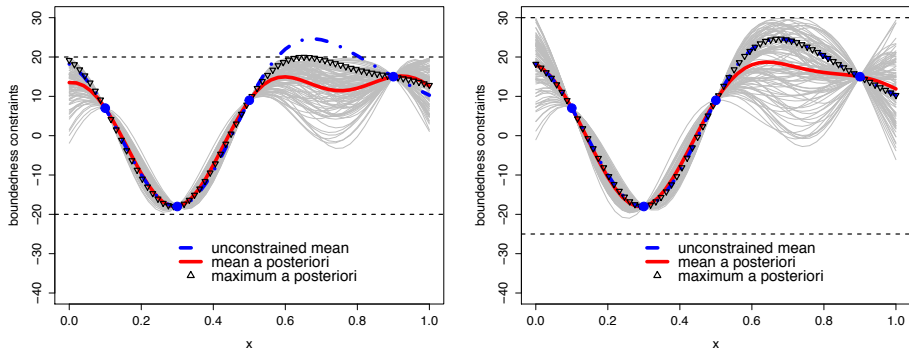 boundedness constraints
30
20
10
0
−10
−20
−30
−40
unconstrained mean
mean a posteriori
maximum a posteriori
0.0 0.2 0.4 0.6 0.8 1.0
x
boundedness constraints
30
20
10
0
−10
−20
−30
−40
unconstrained mean
mean a posteriori
maximum a posteriori
0.0 0.2 0.4 0.6 0.8 1.0
x